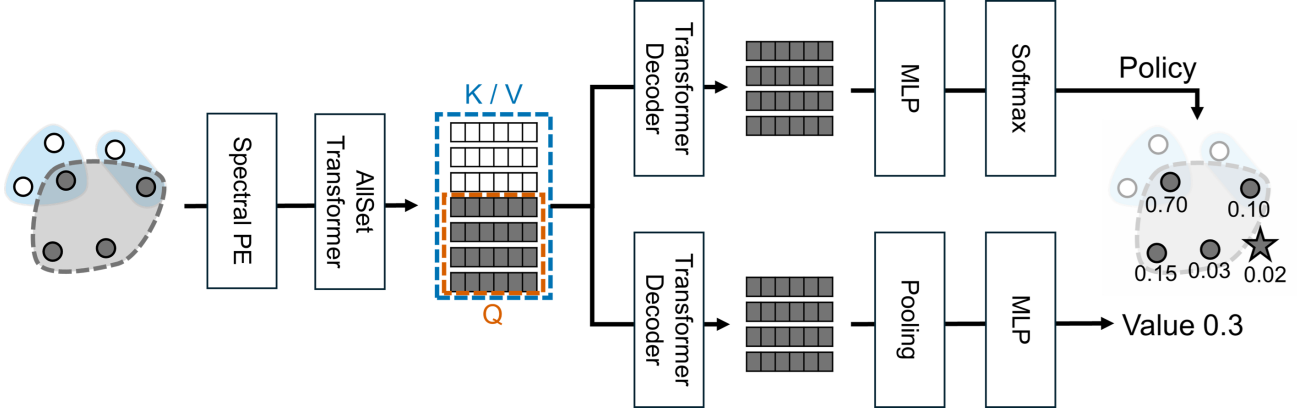 Spectral PE
AllSet
Transformer
K / V
Q
Transformer
Decoder
MLP
Softmax
Policy
0.70
0.10
0.15
0.03
0.02
Transformer
Decoder
Pooling
MLP
Value 0.3